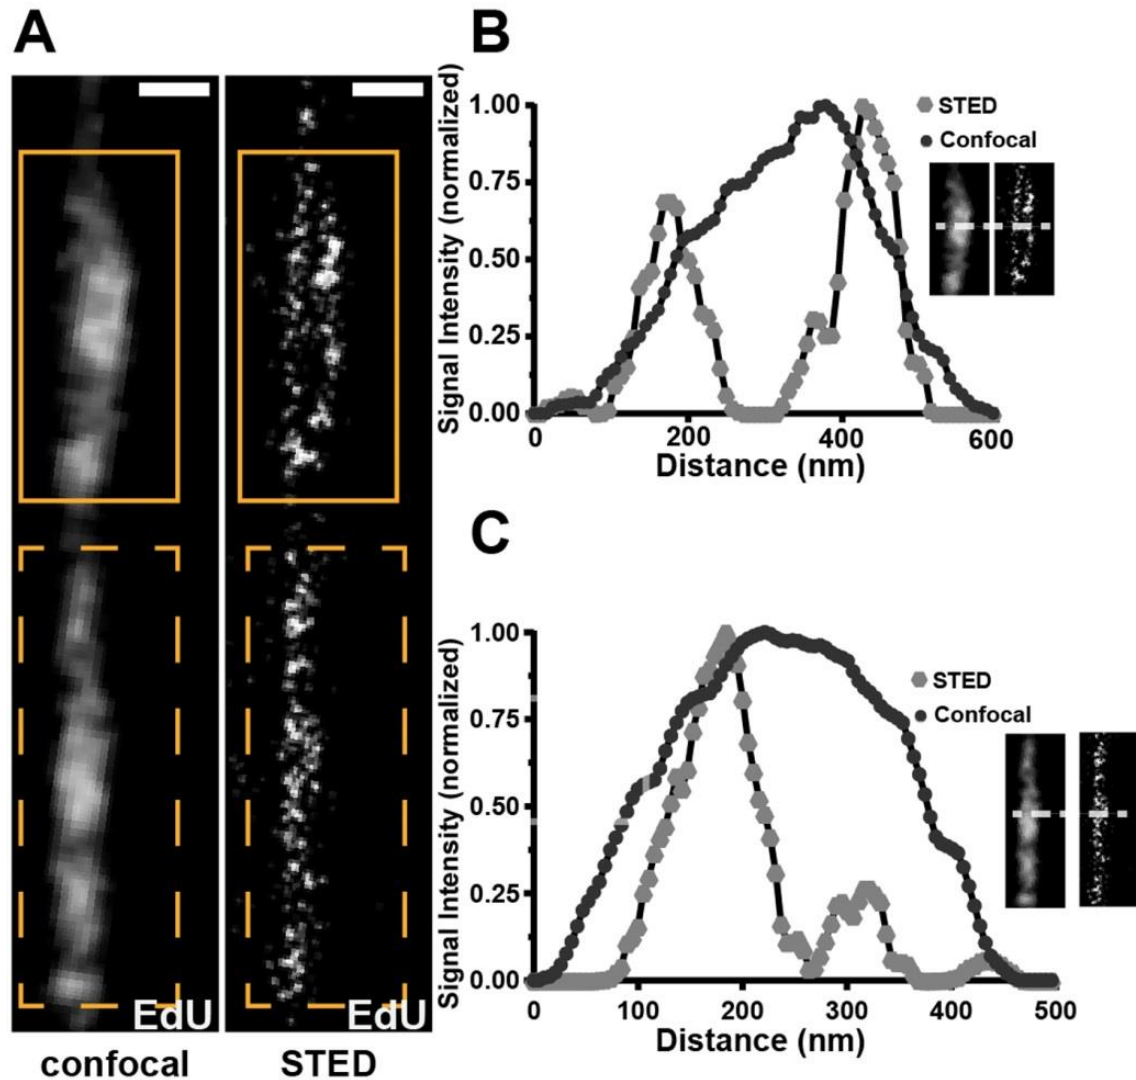 A
EdU
EdU
confocal
STED
B
Signal Intensity (normalized)
1.00
0.75
0.50
0.25
0.00
0
200
400
600
Distance (nm)
STED
Confocal
C
Signal Intensity (normalized)
1.00
0.75
0.50
0.25
0.00
0
100
200
300
400
500
Distance (nm)
STED
Confocal